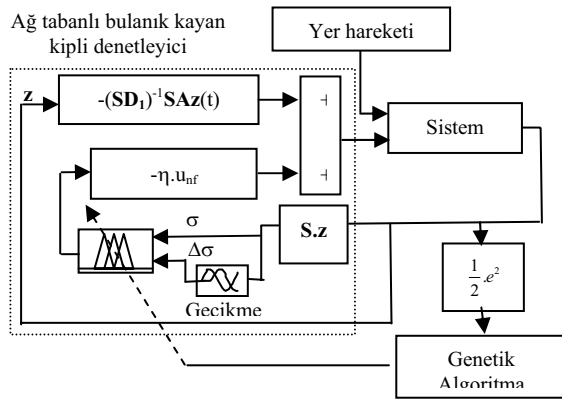 Ağ tabanlı bulanık kayan
kipli denetleyici
Yer hareketi
z
-(SD₁)⁻¹SAz(t)
Sistem
-η.uₙf
σ
S.z
Δσ
Gecikme
1/2 .e²
Genetik
Algoritma